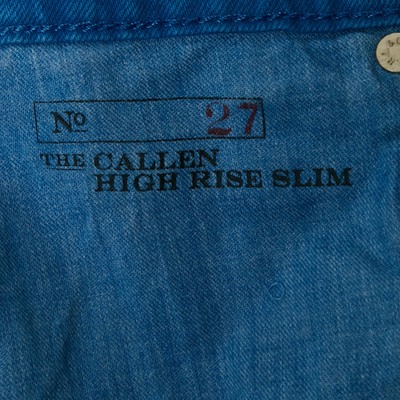 Nº 27
THE CALLEN
HIGH RISE SLIM